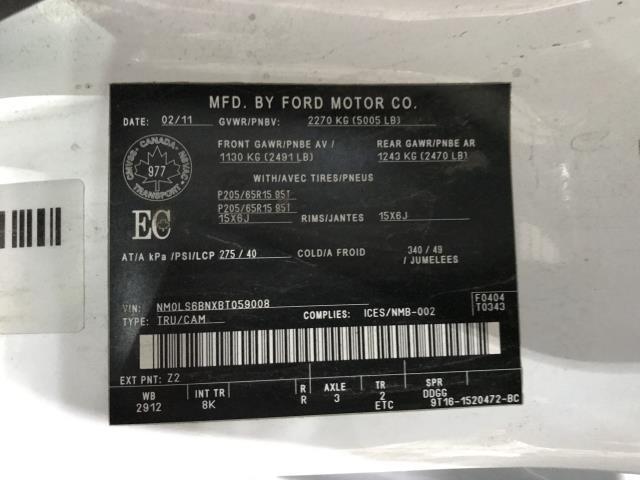 MFD. BY FORD MOTOR CO.
DATE: 02/11 GVWR/PNBV: 2270 KG (5005 LB)
FRONT GAWR/PNBE AV / REAR GAWR/PNBE AR
1130 KG (2491 LB) 1243 KG (2470 LB)
WITH/AVEC TIRES/PNEUS
P205/65R15 95T
P205/65R15 95T
15X6J RIMS/JANTES 15X6J
AT/A kPa /PSI/LCP 275 / 40 COLD/A FROID 340 / 49
/ JUMELEES
CANADA
977
TRANSPORT
CMVSS
NSVAC
EC
VIN: NM0LS6BNXBT059008
TYPE: TRU/CAM COMPLIES: ICES/NMB-002
F0404
T0343
EXT PNT: Z2
WB INT TR R AXLE TR SPR
2912 8K R 3 2 DDGG
ETC 9T16-1520472-BC